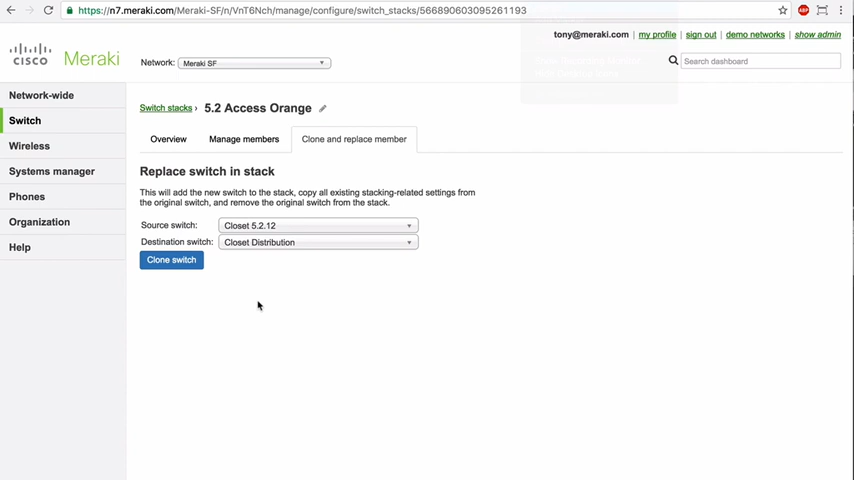 https://n7.meraki.com/Meraki-SF/n/VnT6Nch/manage/configure/switch_stacks/566890603095261193
ABP
tony@meraki.com my profile sign out demo networks show admin
CISCO Meraki
Network: Meraki SF
Search dashboard
Network-wide
Switch
Wireless
Systems manager
Phones
Organization
Help
Switch stacks › 5.2 Access Orange
Overview Manage members Clone and replace member
Replace switch in stack
This will add the new switch to the stack, copy all existing stacking-related settings from
the original switch, and remove the original switch from the stack.
Source switch: Closet 5.2.12
Destination switch: Closet Distribution
Clone switch